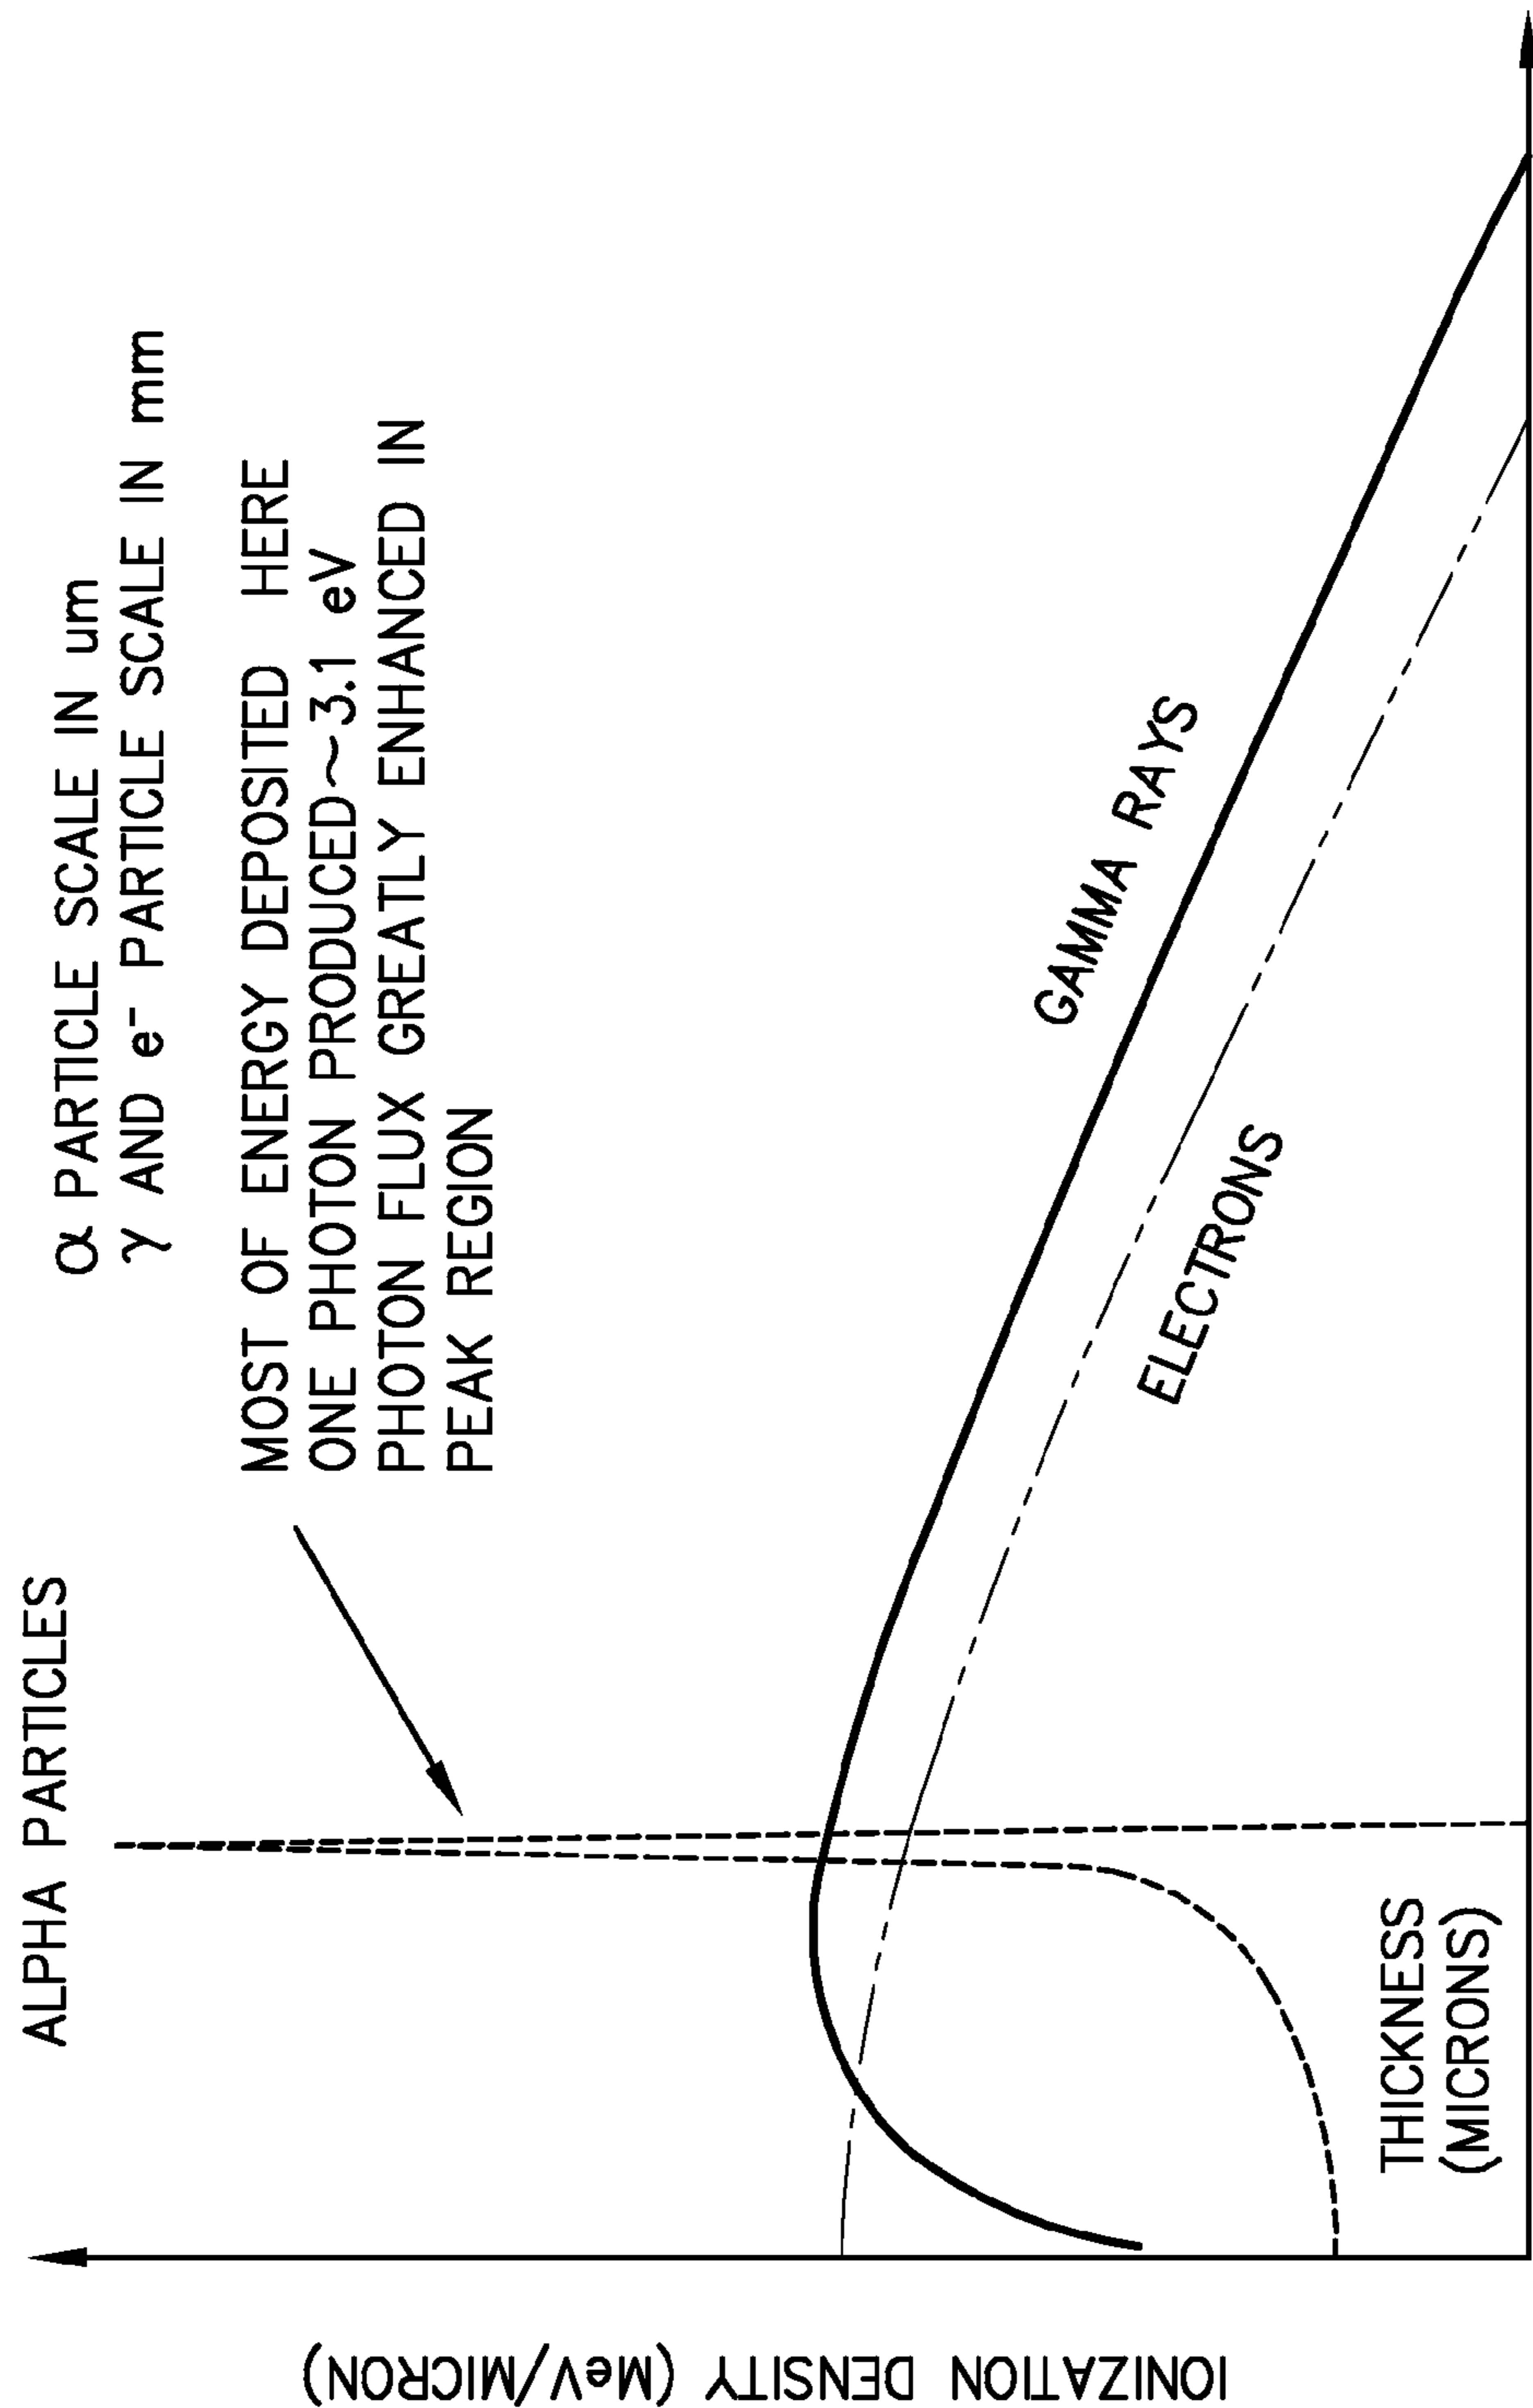 α PARTICLE SCALE IN um
γ AND e⁻ PARTICLE SCALE IN mm
ALPHA PARTICLES
MOST OF ENERGY DEPOSITED HERE
ONE PHOTON PRODUCED~3.1 eV
PHOTON FLUX GREATLY ENHANCED IN
PEAK REGION
GAMMA RAYS
ELECTRONS
THICKNESS
(MICRONS)
IONIZATION DENSITY (MeV/MICRON)